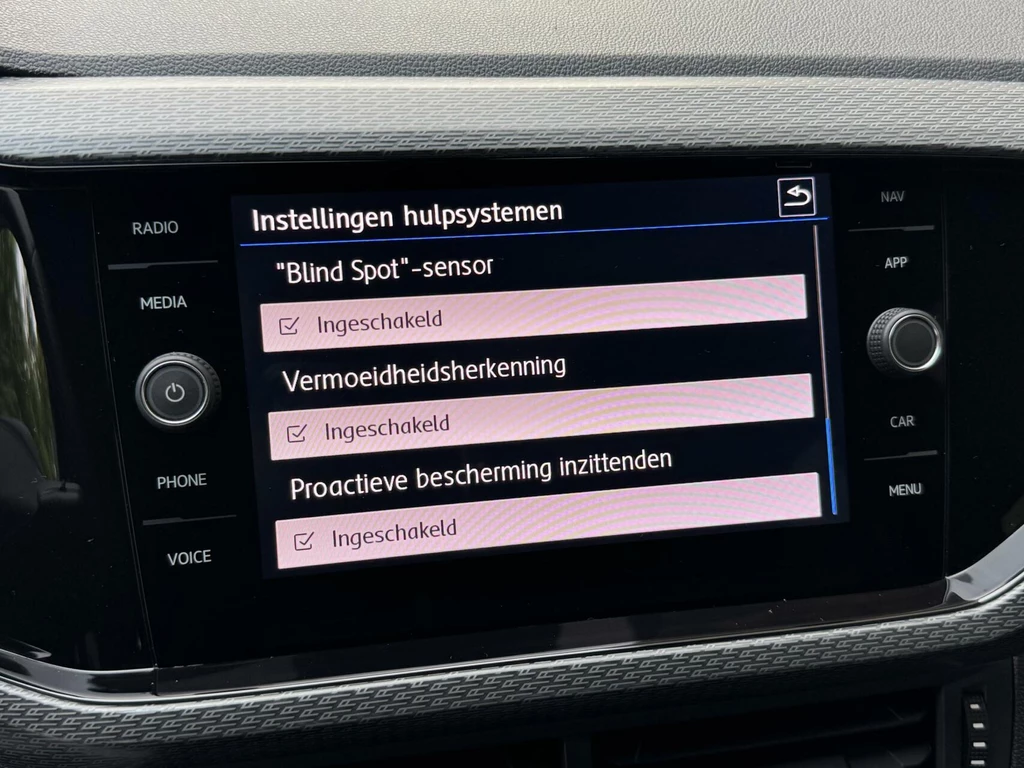 RADIO
MEDIA
PHONE
VOICE
Instellingen hulpsystemen
"Blind Spot"-sensor
Ingeschakeld
Vermoeidheidsherkenning
Ingeschakeld
Proactieve bescherming inzittenden
Ingeschakeld
NAV
APP
CAR
MENU